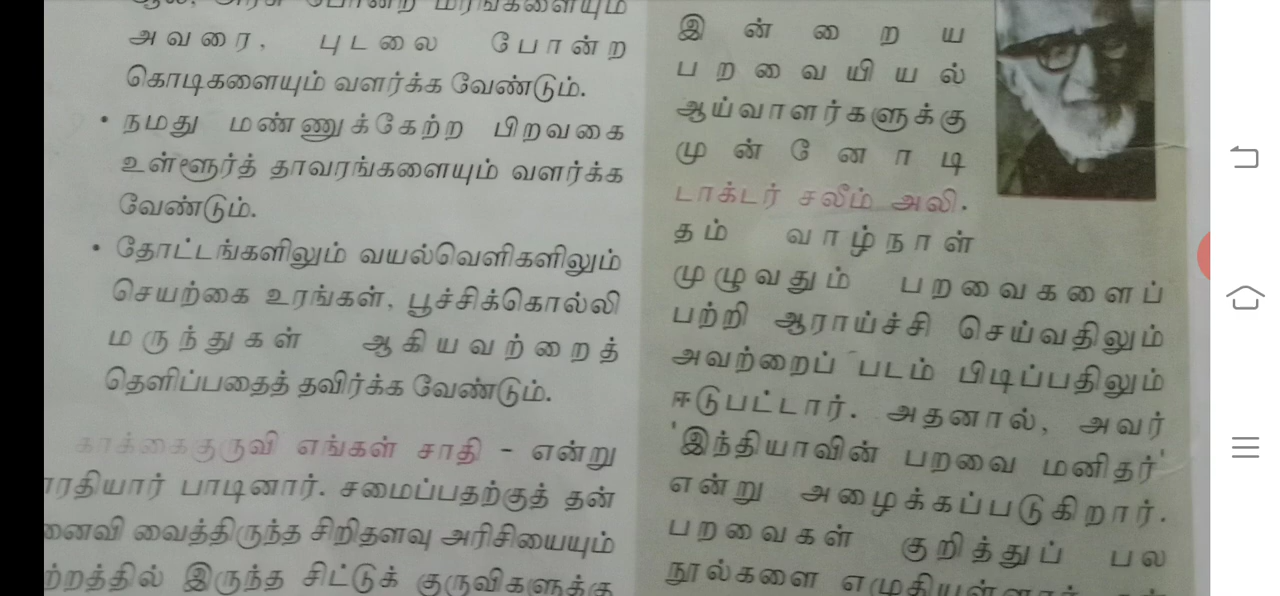 அவரை, புடலை போன்ற
கொடிகளையும் வளர்க்க வேண்டும்.
• நமது மண்ணுக்கேற்ற பிறவகை
உள்ளூர்த் தாவரங்களையும் வளர்க்க
வேண்டும்.
• தோட்டங்களிலும் வயல்வெளிகளிலும்
செயற்கை உரங்கள், பூச்சிக்கொல்லி
மருந்துகள் ஆகியவற்றைத்
தெளிப்பதைத் தவிர்க்க வேண்டும்.
காக்கைகுருவி எங்கள் சாதி - என்று
பாடினார். சமைப்பதற்குத் தன்
வைத்திருந்த சிறிதளவு அரிசியையும்
இருந்த சிட்டுக் குருவிகளுக்கு
இன்றைய
பறவையியல்
ஆய்வாளர்களுக்கு
முன்னோடி
டாக்டர் சலீம் அலி.
தம் வாழ்நாள்
முழுவதும் பறவைகளைப்
பற்றி ஆராய்ச்சி செய்வதிலும்
அவற்றைப் படம் பிடிப்பதிலும்
ஈடுபட்டார். அதனால், அவர்
'இந்தியாவின் பறவை மனிதர்'
என்று அழைக்கப்படுகிறார்.
பறவைகள் குறித்துப் பல
நூல்களை எழுதியுள்ளார்.